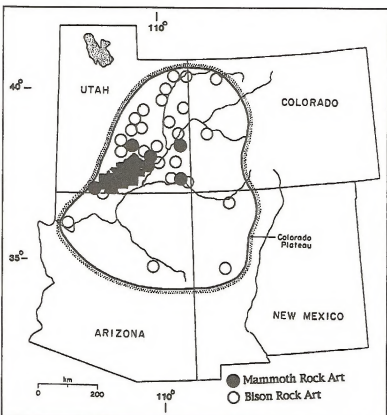 110°
40°
UTAH
COLORADO
Colorado
Plateau
35
NEW MEXICO
ARIZONA
km
0 200
110°
Mammoth Rock Art
Bison Rock Art